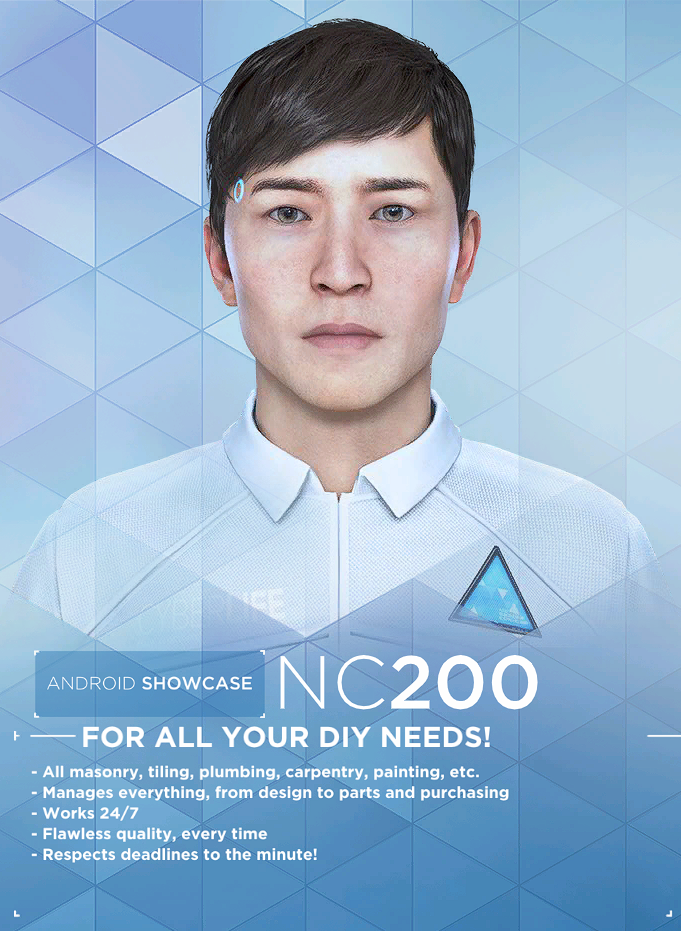 ANDROID SHOWCASE NC200
FOR ALL YOUR DIY NEEDS!
- All masonry, tiling, plumbing, carpentry, painting, etc.
- Manages everything, from design to parts and purchasing
- Works 24/7
- Flawless quality, every time
- Respects deadlines to the minute!